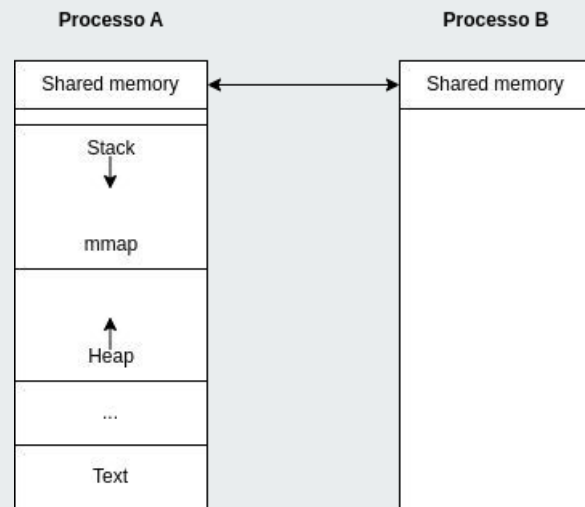 Processo A
Processo B
Shared memory
Shared memory
Stack
mmap
Heap
...
Text